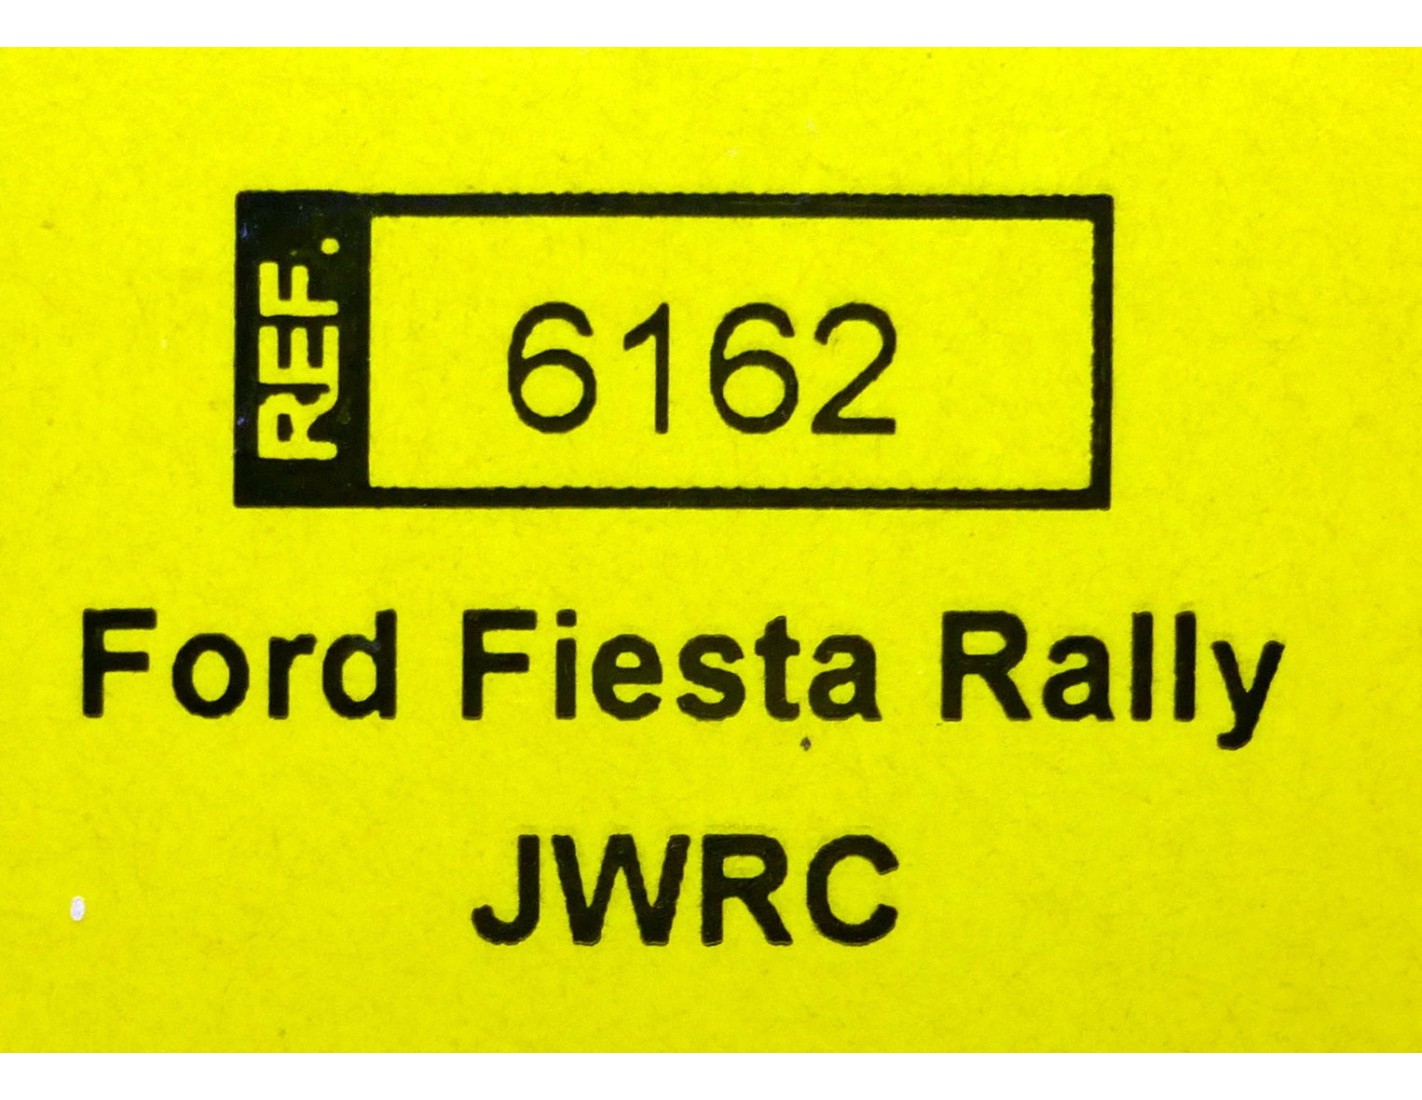 REF. 6162
Ford Fiesta Rally
JWRC